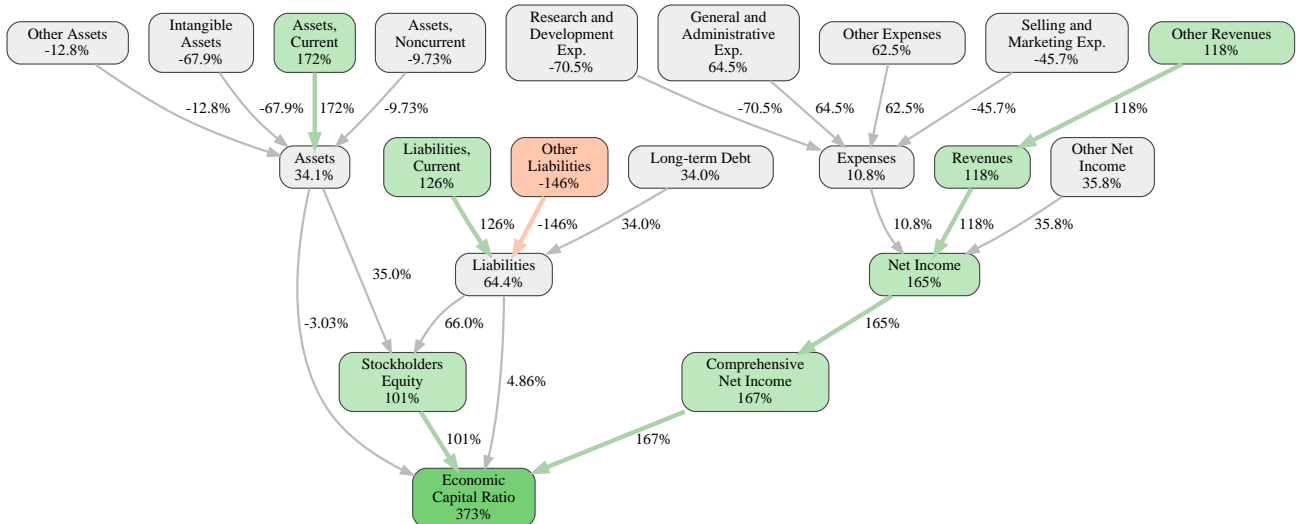 Other Assets
-12.8%
Intangible
Assets
-67.9%
Assets,
Current
172%
Assets,
Noncurrent
-9.73%
Research and
Development
Exp.
-70.5%
General and
Administrative
Exp.
64.5%
Other Expenses
62.5%
Selling and
Marketing Exp.
-45.7%
Other Revenues
118%
-12.8%
-67.9%
172%
-9.73%
-70.5%
64.5%
62.5%
-45.7%
118%
Assets
34.1%
Liabilities,
Current
126%
Other
Liabilities
-146%
Long-term Debt
34.0%
Expenses
10.8%
Revenues
118%
Other Net
Income
35.8%
126%
-146%
34.0%
10.8%
118%
35.8%
Liabilities
64.4%
Net Income
165%
35.0%
-3.03%
66.0%
4.86%
165%
Stockholders
Equity
101%
Comprehensive
Net Income
167%
101%
167%
Economic
Capital Ratio
373%